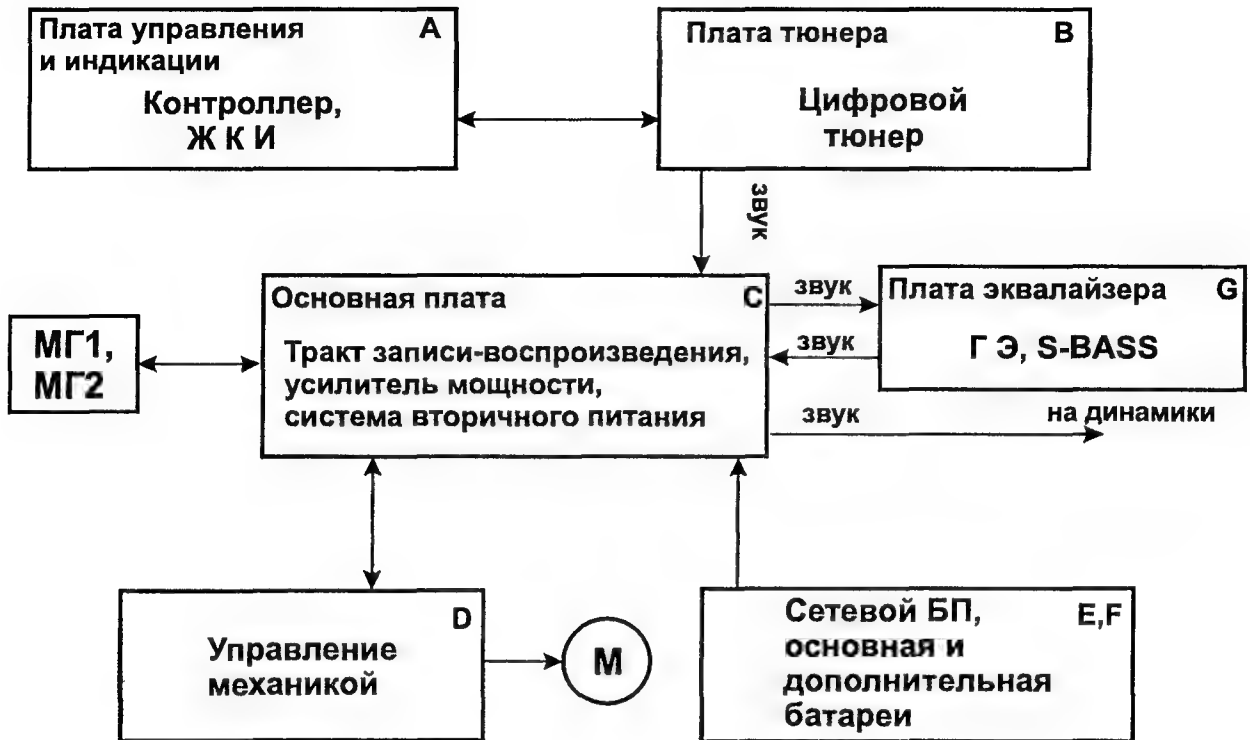 Плата управления
и индикации
A
Контроллер,
Ж К И
Плата тюнера
B
Цифровой
тюнер
звук
Основная плата
C
Тракт записи-воспроизведения,
усилитель мощности,
система вторичного питания
МГ1,
МГ2
звук
звук
Плата эквалайзера
G
Г Э, S-BASS
звук
на динамики
D
Управление
механикой
М
Сетевой БП,
E,F
основная и
дополнительная
батареи